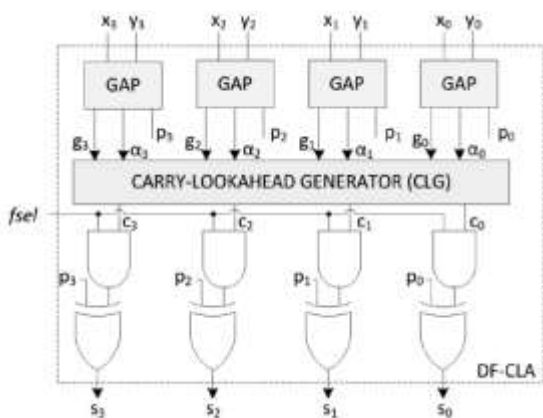 x₃ y₃ x₂ y₂ x₁ y₁ x₀ y₀
GAP GAP GAP GAP
g₃ α₃ p₃ g₂ α₂ p₂ g₁ α₁ p₁ g₀ α₀ p₀
CARRY-LOOKAHEAD GENERATOR (CLG)
fsel c₃ c₂ c₁ c₀
p₃ p₂ p₁ p₀
DF-CLA
s₃ s₂ s₁ s₀